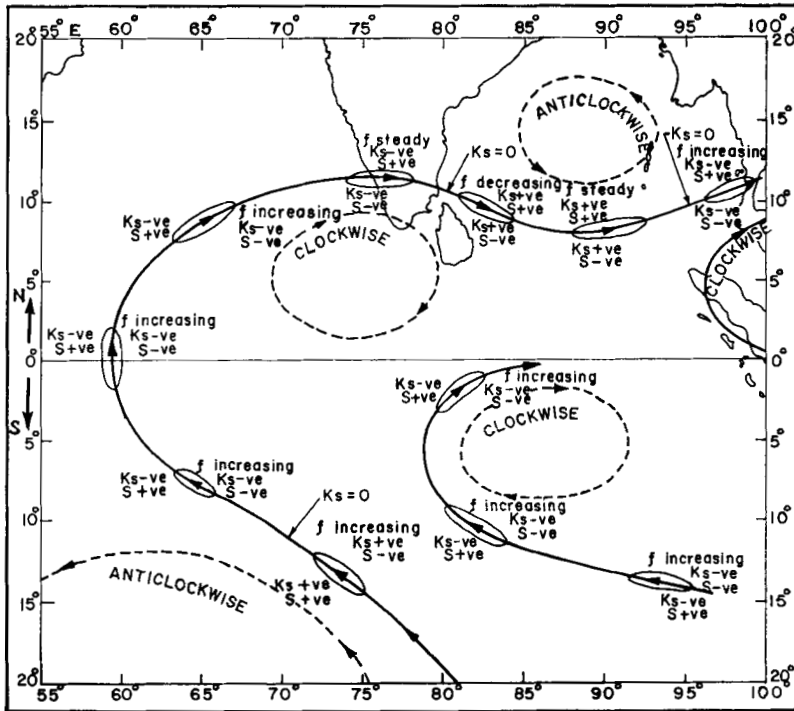 55° E 60° 65° 70° 75° 80° 85° 90° 95° 100°
20° 20°
ANTICLOCKWISE
15° 15°
ƒ steady
Ks-ve
S+ve
Ks=0
Ks=0
ƒ increasing
Ks-ve
S+ve
Ks-ve
S-ve
ƒ decreasing
Ks+ve
S+ve
ƒ steady
Ks+ve
S+ve
Ks-ve
S-ve
10° 10°
Ks-ve
S+ve
ƒ increasing
Ks-ve
S-ve
Ks+ve
S-ve
Ks+ve
S-ve
CLOCKWISE
CLOCKWISE
5° 5°
N
Ks-ve
S+ve
ƒ increasing
Ks-ve
S-ve
0° 0°
Ks-ve
S+ve
ƒ increasing
Ks-ve
S-ve
S
CLOCKWISE
5° 5°
Ks-ve
S+ve
ƒ increasing
Ks-ve
S-ve
Ks=0
10° 10°
Ks-ve
S+ve
ƒ increasing
Ks-ve
S-ve
ƒ increasing
Ks+ve
S-ve
Ks+ve
S+ve
ANTICLOCKWISE
ƒ increasing
Ks-ve
S-ve
Ks-ve
S+ve
15° 15°
20° 20°
55° 60° 65° 70° 75° 80° 85° 90° 95° 100°